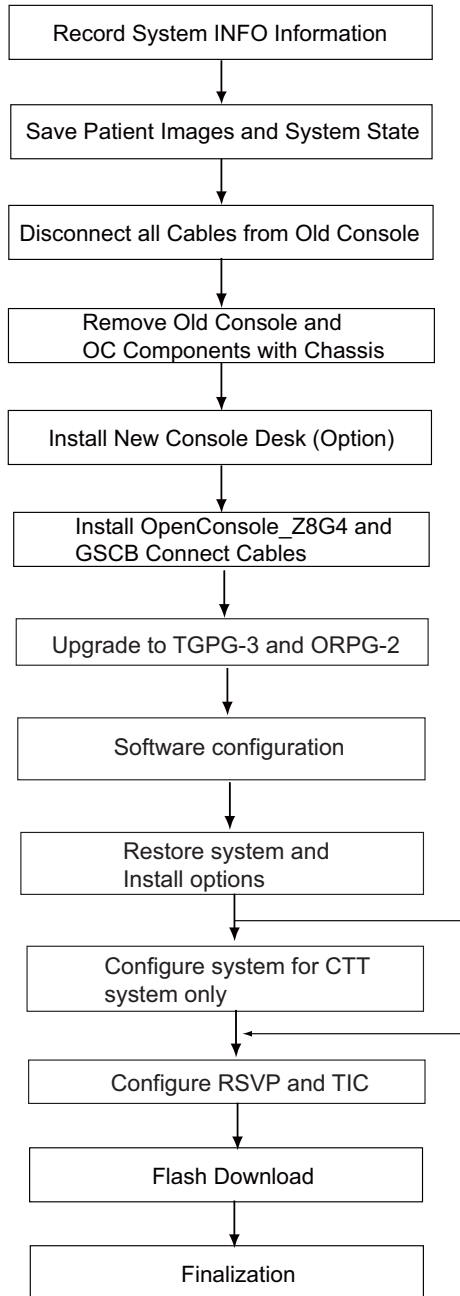 Record System INFO Information
Save Patient Images and System State
Disconnect all Cables from Old Console
Remove Old Console and
OC Components with Chassis
Install New Console Desk (Option)
Install OpenConsole_Z8G4 and
GSCB Connect Cables
Upgrade to TGPG-3 and ORPG-2
Software configuration
Restore system and
Install options
Configure system for CTT
system only
Configure RSVP and TIC
Flash Download
Finalization